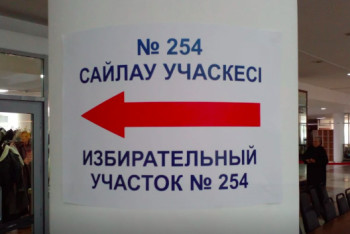 № 254
САЙЛАУ УЧАСКЕСІ
ИЗБИРАТЕЛЬНЫЙ
УЧАСТОК № 254